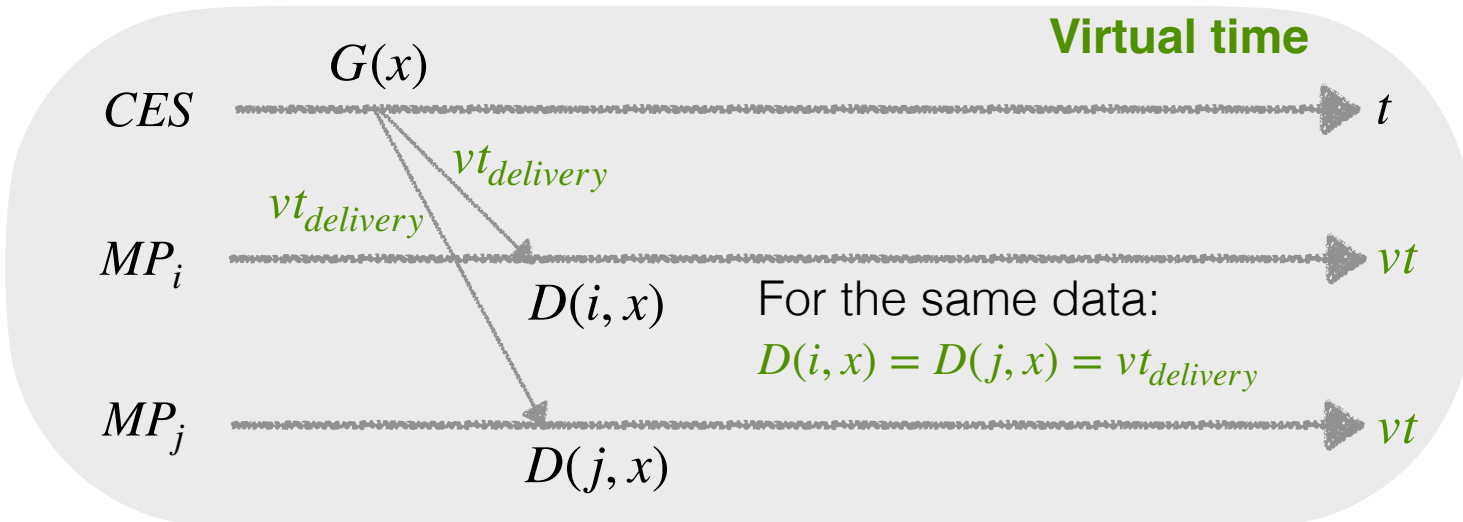 Virtual time
G(x)
CES
t
vt_delivery
vt_delivery
MP_i
vt
D(i, x)
For the same data:
D(i, x) = D(j, x) = vt_delivery
MP_j
vt
D(j, x)